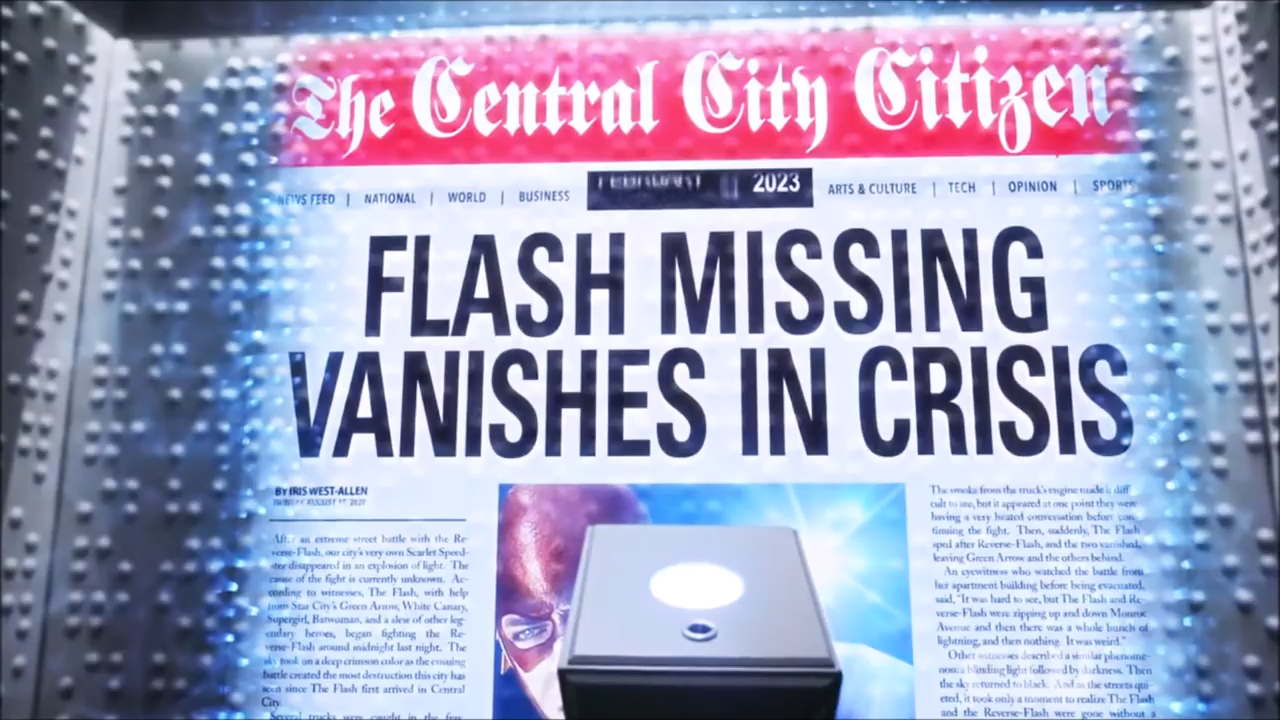 The Central City Citizen
NEWS FEED | NATIONAL | WORLD | BUSINESS
2023
ARTS & CULTURE | TECH | OPINION | SPORTS
FLASH MISSING
VANISHES IN CRISIS
BY IRIS WEST-ALLEN
After an extreme street battle with the Re-
verse-Flash, our city's very own Scarlet Speed-
ster disappeared in an explosion of light. The
cause of the fight is currently unknown. Ac-
cording to witnesses, The Flash, with help
from Star City's Green Arrow, White Canary,
Supergirl, Batwoman, and a slew of other leg-
endary heroes, began fighting the Re-
verse-Flash around midnight last night. The
sky took on a deep crimson color as the ensuing
battle created the most destruction this city has
seen since The Flash first arrived in Central
City.
Several trucks were caught in the
The smoke from the truck's engine made it diff
cult to see, but it appeared at one point they were
having a very heated conversation before con
tinuing the fight. Then, suddenly, The Flash
sped after Reverse-Flash, and the two vanished,
leaving Green Arrow and the others behind.
An eyewitness who watched the battle from
her apartment building before being evacuated,
said, "It was hard to see, but The Flash and Re-
verse-Flash were zipping up and down Monroe
Avenue and then there was a whole bunch of
lightning, and then nothing. It was weird."
Other witnesses described a similar phenome-
non: a blinding light followed by darkness. Then
the sky returned to black. And as the streets qui-
eted, it took only a moment to realize The Flash
and the Reverse-Flash were gone without a